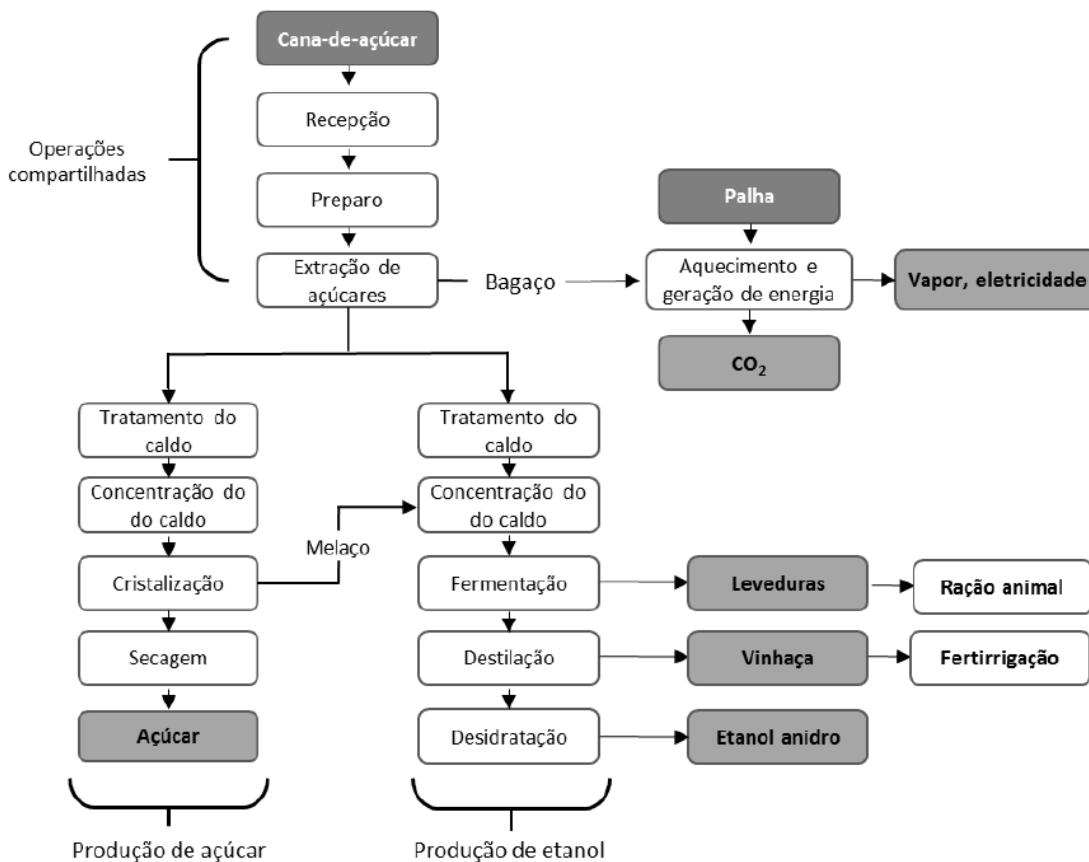 Cana-de-açúcar
Recepção
Operações
compartilhadas
Preparo
Palha
Extração de
açúcares
Bagaço
Aquecimento e
geração de energia
Vapor, eletricidade
CO₂
Tratamento do
caldo
Tratamento do
caldo
Concentração do
do caldo
Concentração do
do caldo
Melaço
Cristalização
Fermentação
Leveduras
Ração animal
Secagem
Destilação
Vinhaça
Fertirrigação
Açúcar
Desidratação
Etanol anidro
Produção de açúcar
Produção de etanol